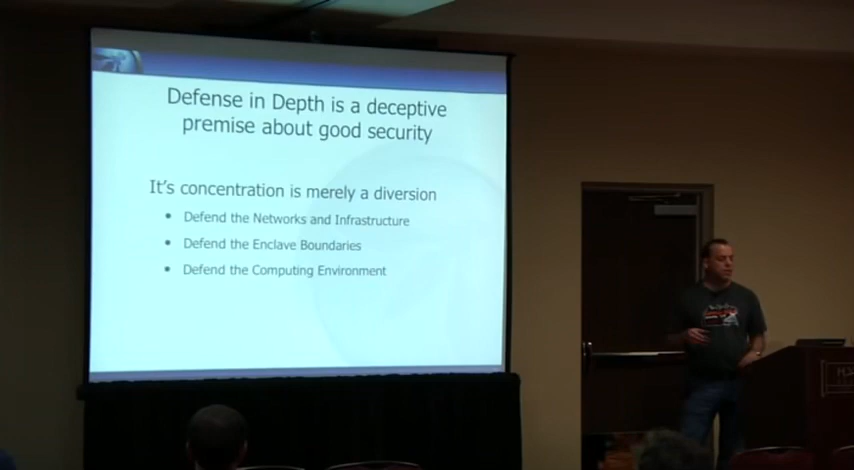 Defense in Depth is a deceptive
premise about good security
It's concentration is merely a diversion
• Defend the Networks and Infrastructure
• Defend the Enclave Boundaries
• Defend the Computing Environment